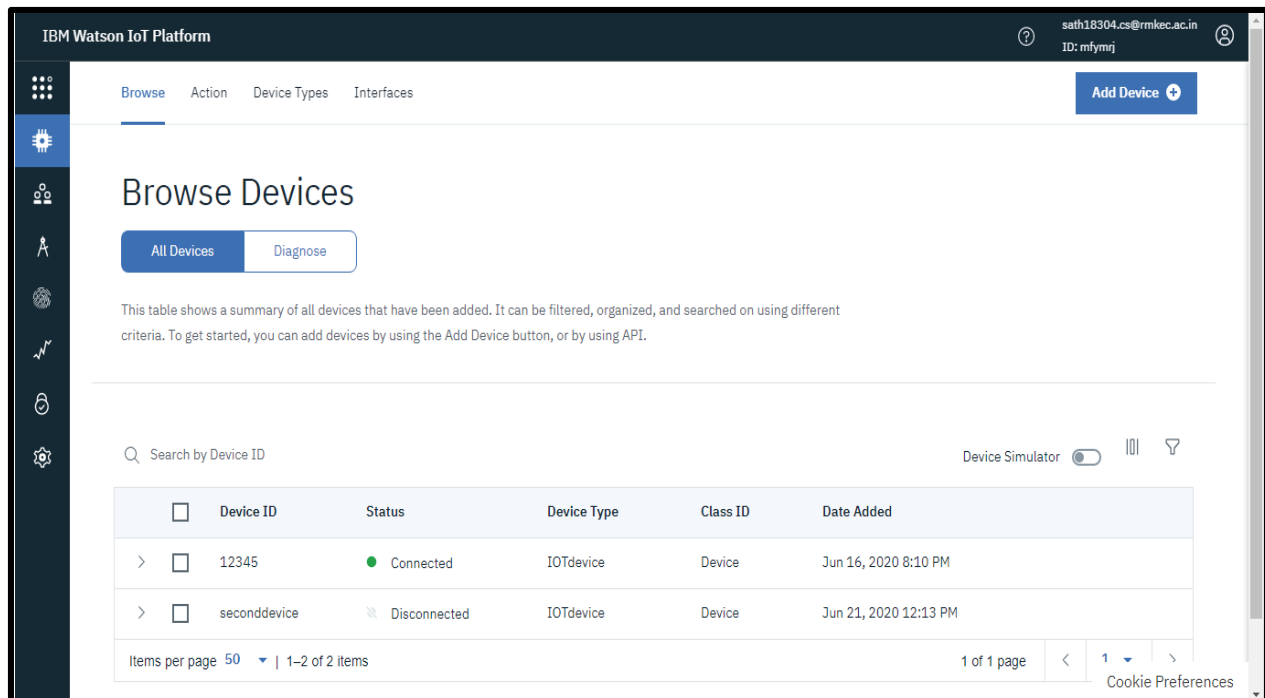 IBM Watson IoT Platform
sath18304.cs@rmkec.ac.in
ID: mfymrj
Browse Action Device Types Interfaces
Add Device
Browse Devices
All Devices Diagnose
This table shows a summary of all devices that have been added. It can be filtered, organized, and searched on using different
criteria. To get started, you can add devices by using the Add Device button, or by using API.
Search by Device ID
Device Simulator
Device ID Status Device Type Class ID Date Added
12345 Connected IOTdevice Device Jun 16, 2020 8:10 PM
seconddevice Disconnected IOTdevice Device Jun 21, 2020 12:13 PM
Items per page 50 | 1–2 of 2 items 1 of 1 page 1
Cookie Preferences